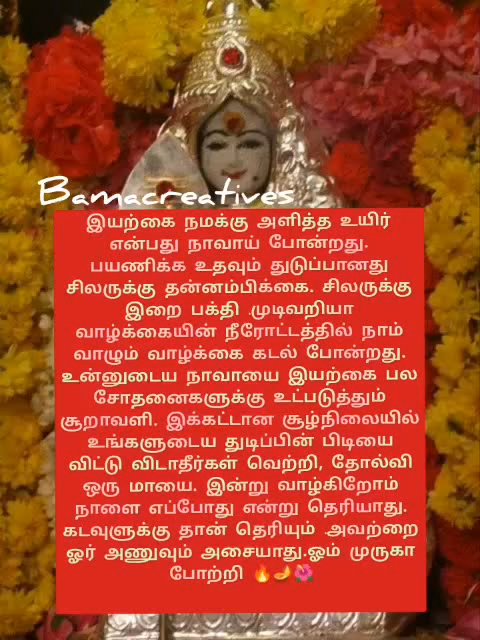 Bamacreatives
இயற்கை நமக்கு அளித்த உயிர்
என்பது நாவாய் போன்றது.
பயணிக்க உதவும் துடுப்பானது
சிலருக்கு தன்னம்பிக்கை. சிலருக்கு
இறை பக்தி .முடிவறியா
வாழ்க்கையின் நீரோட்டத்தில் நாம்
வாழும் வாழ்க்கை கடல் போன்றது.
உன்னுடைய நாவாயை இயற்கை பல
சோதனைகளுக்கு உட்படுத்தும்
சூறாவளி. இக்கட்டான சூழ்நிலையில்
உங்களுடைய துடிப்பின் பிடியை
விட்டு விடாதீர்கள் வெற்றி, தோல்வி
ஒரு மாயை. இன்று வாழ்கிறோம்
நாளை எப்போது என்று தெரியாது.
கடவுளுக்கு தான் தெரியும் .அவற்றை
ஓர் அணுவும் அசையாது.ஓம் முருகா
போற்றி 🔥🪔🌺